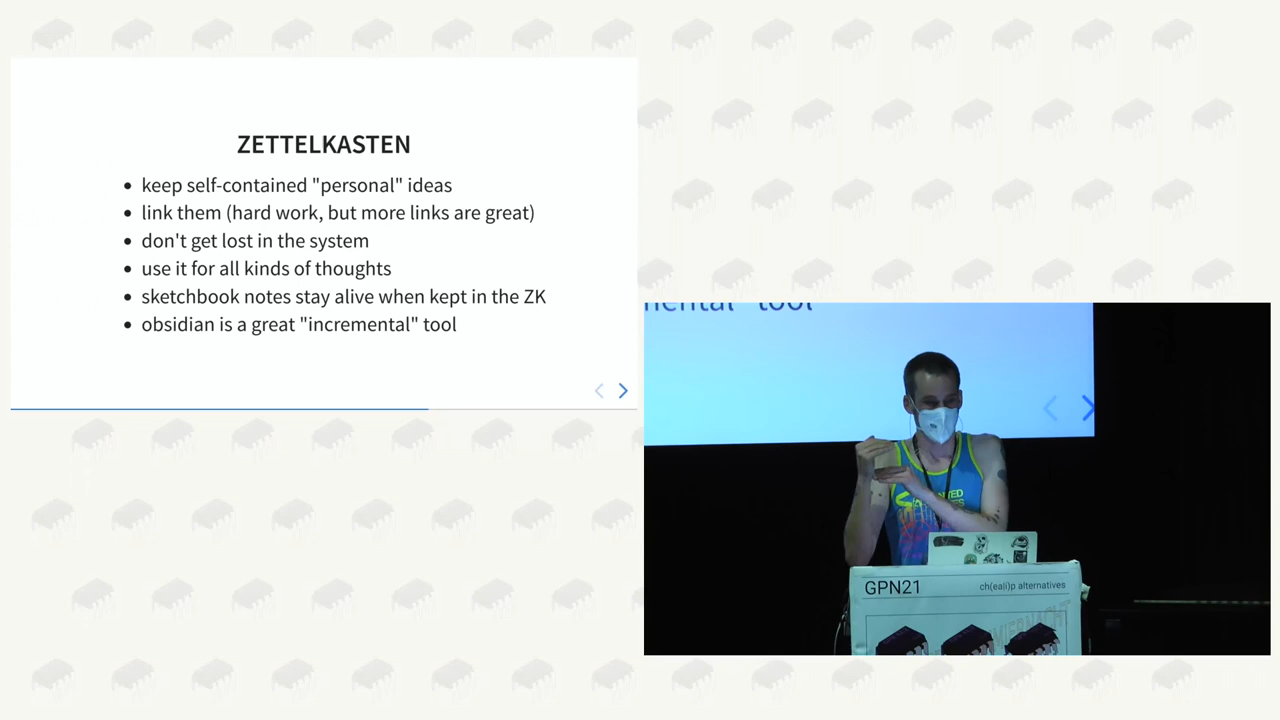 ZETTELKASTEN
keep self-contained "personal" ideas
link them (hard work, but more links are great)
don't get lost in the system
use it for all kinds of thoughts
sketchbook notes stay alive when kept in the ZK
obsidian is a great "incremental" tool
mental" tool
GPN21
ch(ea(i)p alternatives